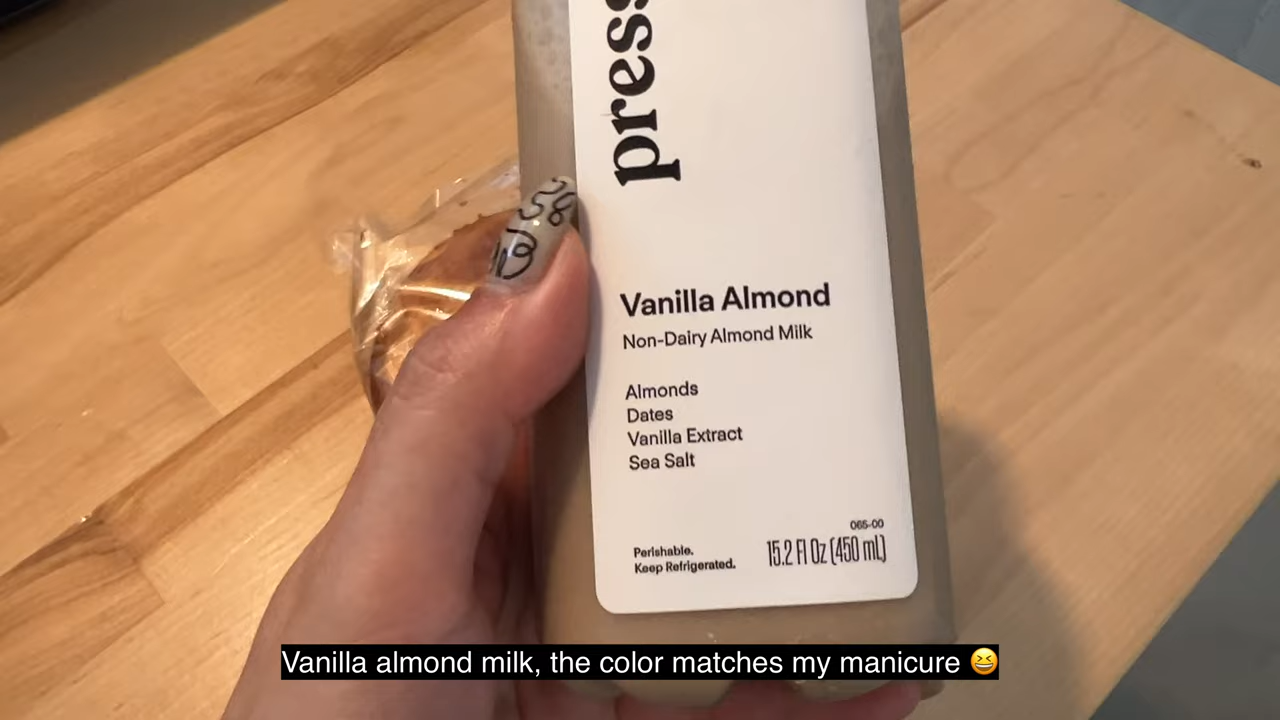 press
Vanilla Almond
Non-Dairy Almond Milk
Almonds
Dates
Vanilla Extract
Sea Salt
065-00
Perishable.
Keep Refrigerated.
15.2 Fl Oz (450 mL)
Vanilla almond milk, the color matches my manicure 😆